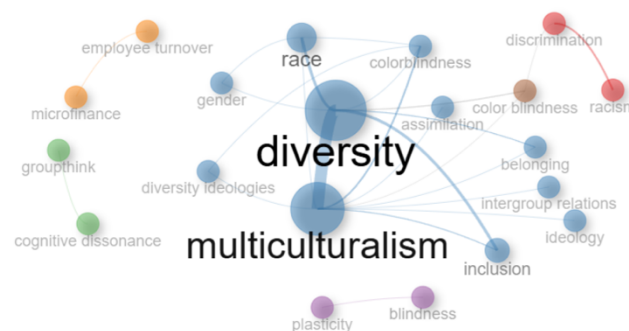 employee turnover
race
discrimination
colorblindness
microfinance
gender
color blindness
racism
assimilation
diversity
groupthink
belonging
diversity ideologies
intergroup relations
cognitive dissonance
multiculturalism
ideology
inclusion
blindness
plasticity